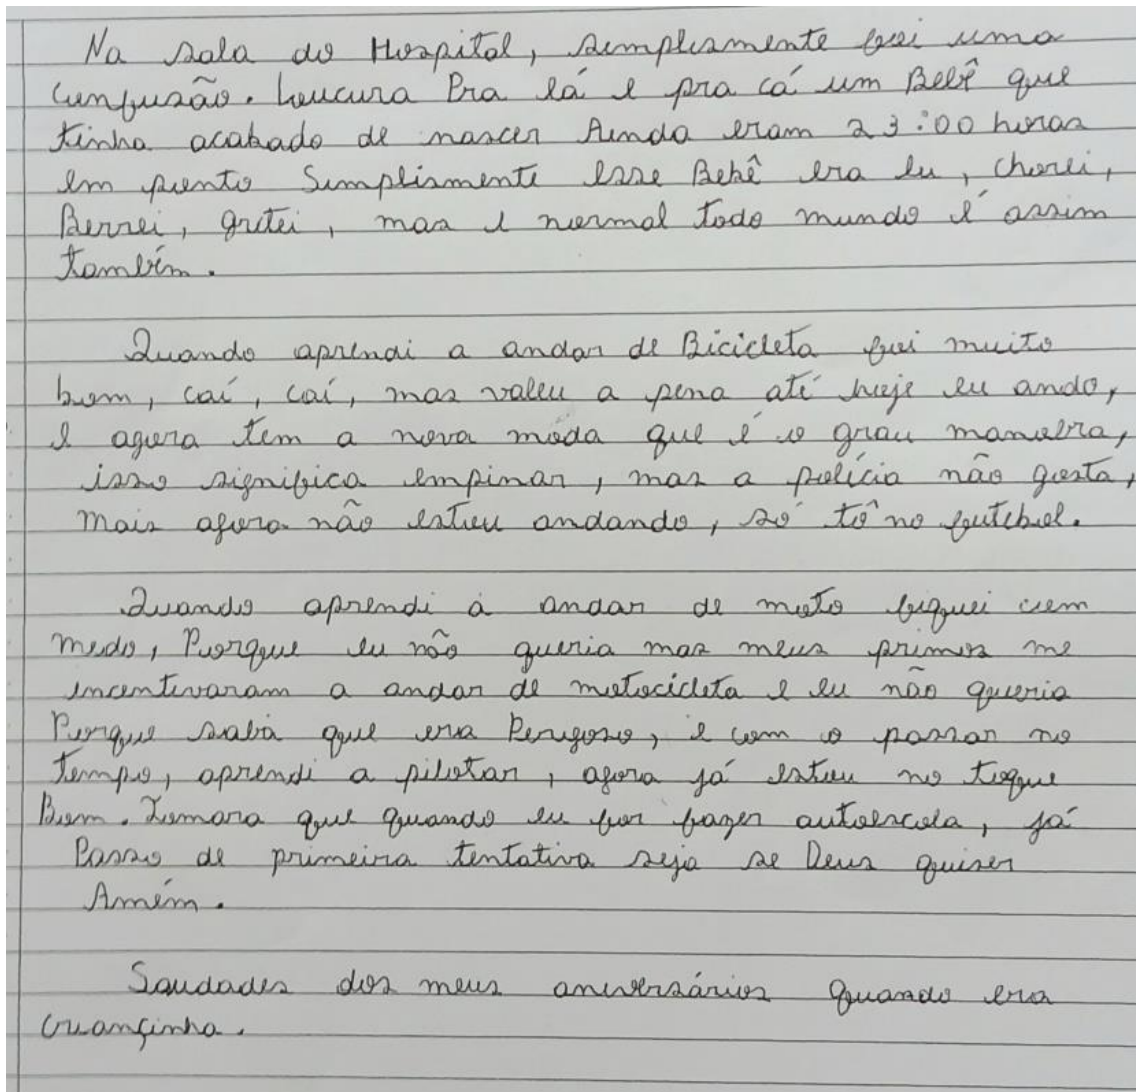 Na sala do Hospital, simplismente foi uma
cunfusão. Loucura Pra lá e pra cá um Bebê que
tinha acabado de nascer Ainda eram 23:00 horas
em ponto Simplismente esse Bebê era eu, chorei,
Berrei, gritei, mas e normal todo mundo é assim
também.
Quando aprendi a andar de Bicicleta foi muito
bom, caí, caí, mas valeu a pena até hoje eu ando,
e agora tem a nova moda que é o grau manobra,
isso significa empinar, mas a polícia não gosta,
Mais agora não estou andando, só tô no futebol.
Quando aprendi à andar de moto fiquei com
medo, Porque eu não queria mas meus primos me
incentivaram a andar de motocicleta e eu não queria
Porque sabia que era Perigoso, e com o passar no
tempo, aprendi a pilotar, agora já estou no toque
Bom. Tomara que quando eu for fazer autoescola, já
Passo de primeira tentativa seja se Deus quiser
Amém.
Saudades dos meus aniversários quando era
criançinha.